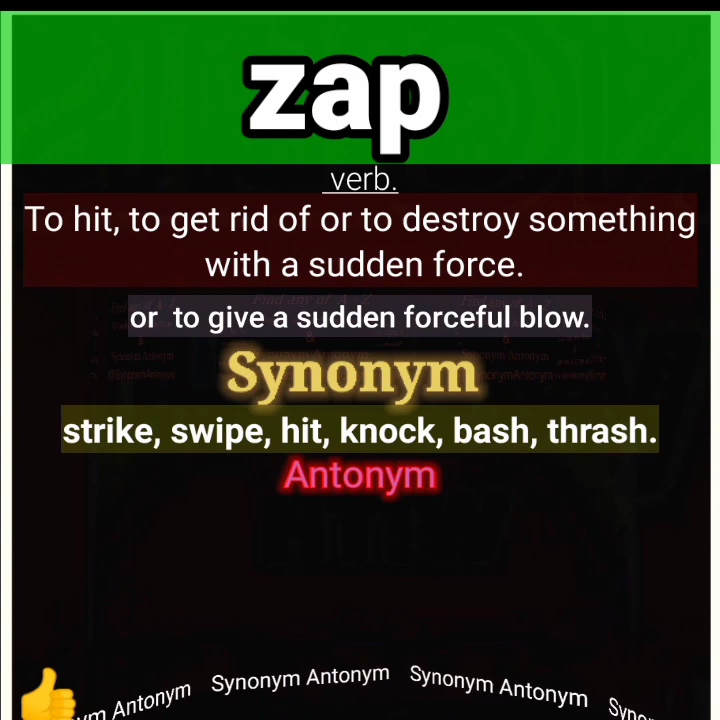 zap
verb.
To hit, to get rid of or to destroy something
with a sudden force.
or to give a sudden forceful blow.
Synonym
strike, swipe, hit, knock, bash, thrash.
Antonym
Antonym Synonym Antonym Synonym Antonym